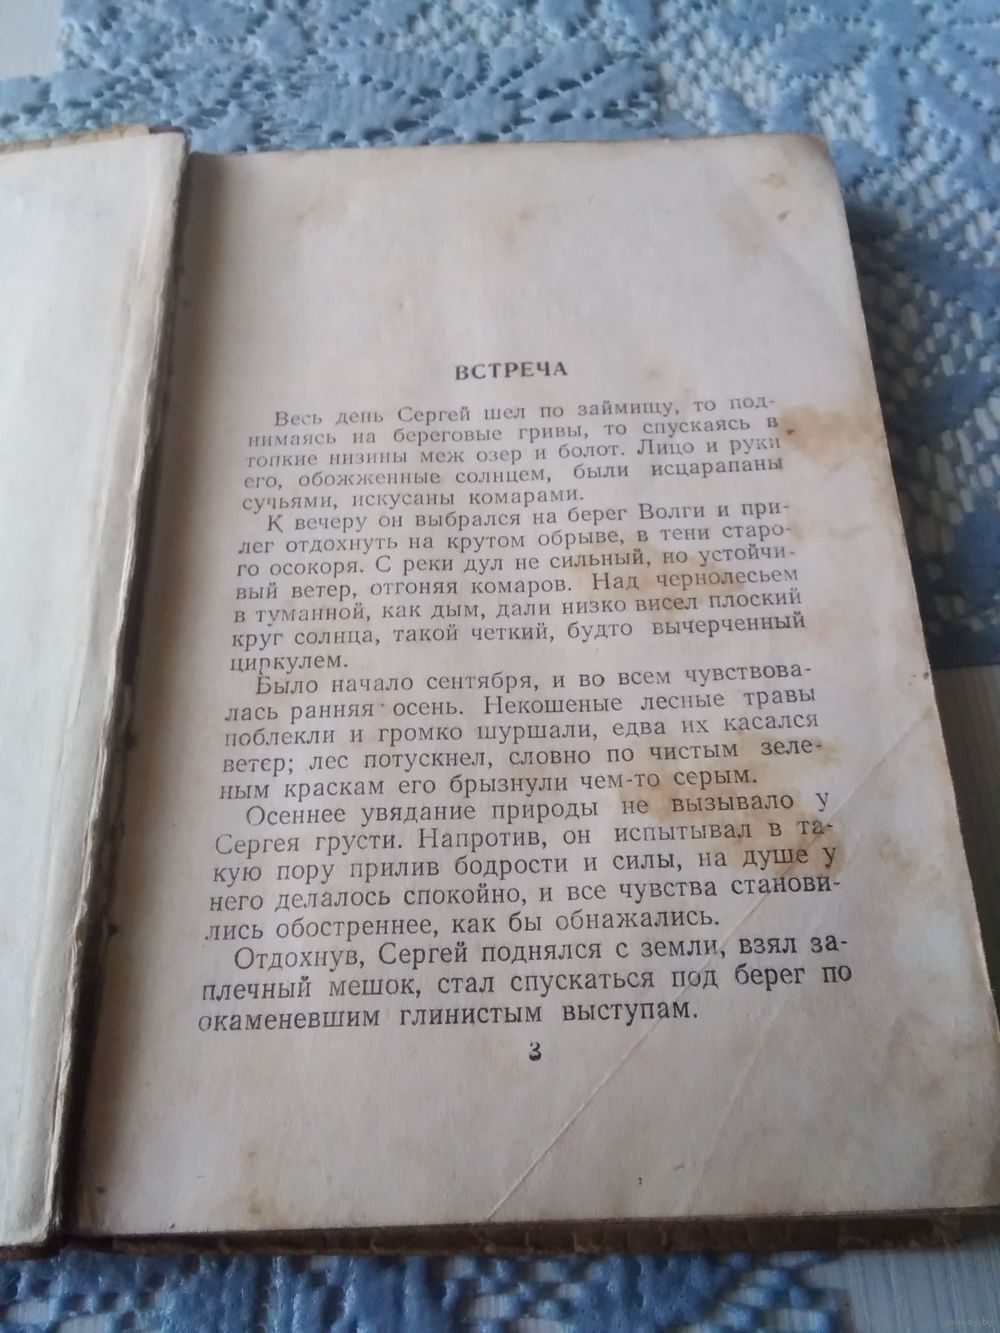 ВСТРЕЧА
Весь день Сергей шел по займищу, то под-
нимаясь на береговые гривы, то спускаясь в
топкие низины меж озер и болот. Лицо и руки
его, обожженные солнцем, были исцарапаны
сучьями, искусаны комарами.
К вечеру он выбрался на берег Волги и при-
лег отдохнуть на крутом обрыве, в тени старо-
го осокоря. С реки дул не сильный, но устойчи-
вый ветер, отгоняя комаров. Над чернолесьем
в туманной, как дым, дали низко висел плоский
круг солнца, такой четкий, будто вычерченный
циркулем.
Было начало сентября, и во всем чувствова-
лась ранняя осень. Некошеные лесные травы
поблекли и громко шуршали, едва их касался
ветер; лес потускнел, словно по чистым зеле-
ным краскам его брызнули чем-то серым.
Осеннее увядание природы не вызывало у
Сергея грусти. Напротив, он испытывал в та-
кую пору прилив бодрости и силы, на душе у
него делалось спокойно, и все чувства станови-
лись обостреннее, как бы обнажались.
Отдохнув, Сергей поднялся с земли, взял за-
плечный мешок, стал спускаться под берег по
окаменевшим глинистым выступам.
3
www.ay.by